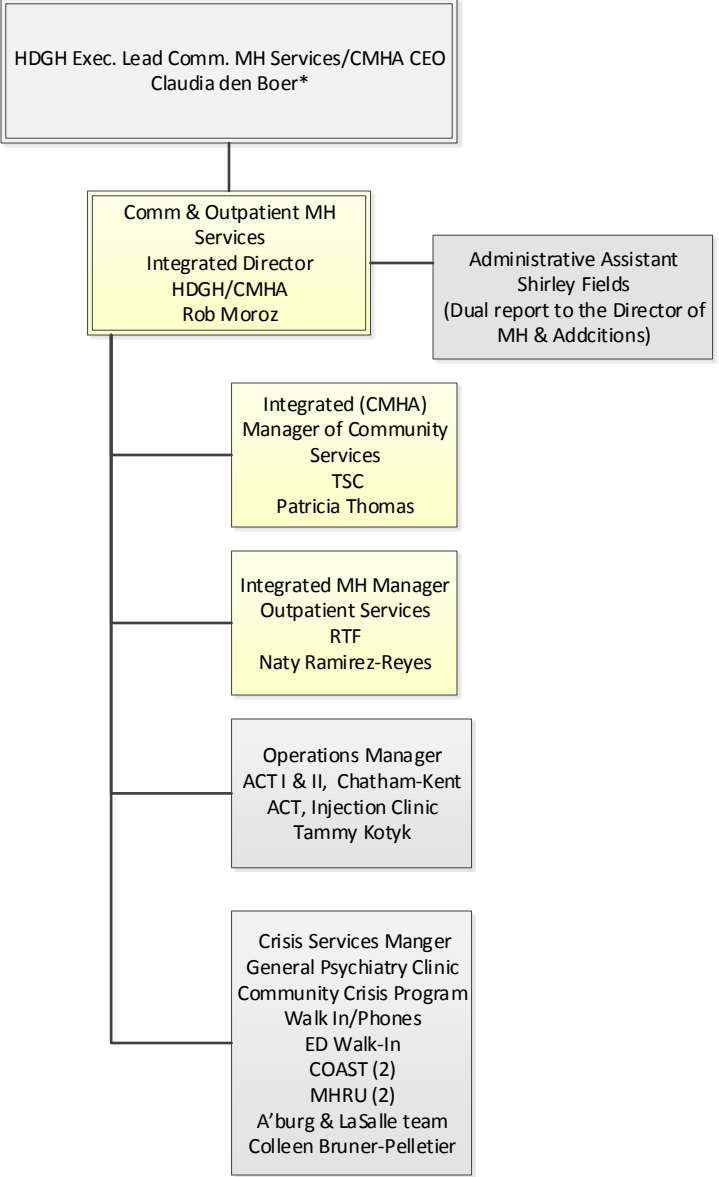 HDGH Exec. Lead Comm. MH Services/CMHA CEO
Claudia den Boer*
Comm & Outpatient MH
Services
Integrated Director
HDGH/CMHA
Rob Moroz
Administrative Assistant
Shirley Fields
(Dual report to the Director of
MH & Addcitions)
Integrated (CMHA)
Manager of Community
Services
TSC
Patricia Thomas
Integrated MH Manager
Outpatient Services
RTF
Naty Ramirez-Reyes
Operations Manager
ACT I & II, Chatham-Kent
ACT, Injection Clinic
Tammy Kotyk
Crisis Services Manger
General Psychiatry Clinic
Community Crisis Program
Walk In/Phones
ED Walk-In
COAST (2)
MHRU (2)
A’burg & LaSalle team
Colleen Bruner-Pelletier